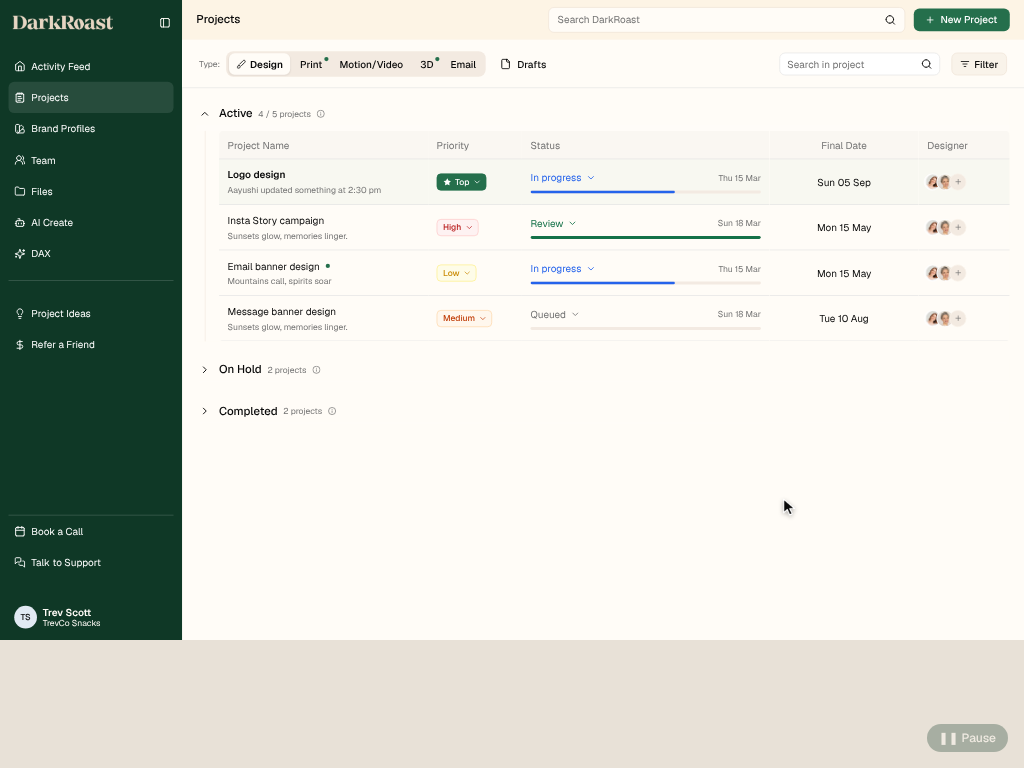 DarkRoast
Activity Feed
Projects
Brand Profiles
Team
Files
AI Create
DAX
Project Ideas
Refer a Friend
Book a Call
Talk to Support
TS
Trev Scott
TrevCo Snacks
Projects
Search DarkRoast
+ New Project
Type:
Design
Print
Motion/Video
3D
Email
Drafts
Search in project
Filter
Active 4 / 5 projects
Project Name Priority Status Final Date Designer
Logo design
Aayushi updated something at 2:30 pm
Top
In progress
Thu 15 Mar
Sun 05 Sep
+
Insta Story campaign
Sunsets glow, memories linger.
High
Review
Sun 18 Mar
Mon 15 May
+
Email banner design
Mountains call, spirits soar
Low
In progress
Thu 15 Mar
Mon 15 May
+
Message banner design
Sunsets glow, memories linger.
Medium
Queued
Sun 18 Mar
Tue 10 Aug
+
On Hold 2 projects
Completed 2 projects
Pause